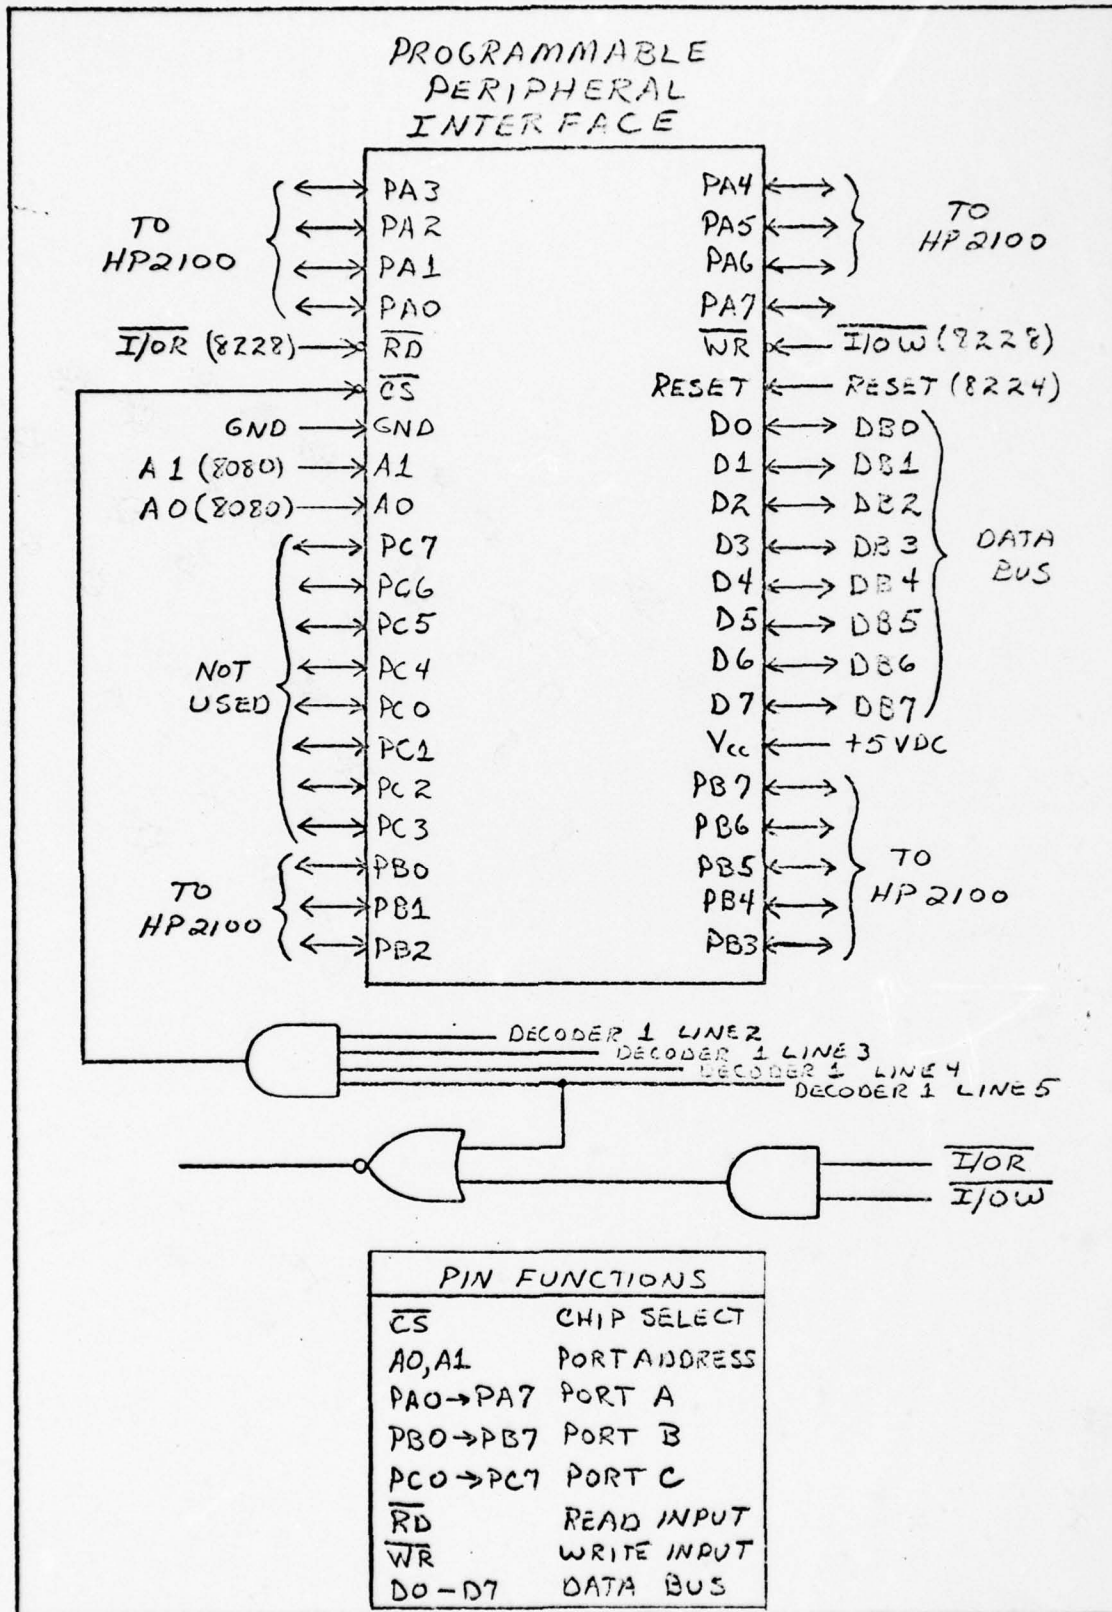 PROGRAMMABLE
PERIPHERAL
INTERFACE
PA3 PA4
TO HP2100 PA2 PA5 TO HP2100
PA1 PA6
PA0 PA7
I/OR (8228) RD WR I/OW (8228)
CS RESET RESET (8224)
GND GND D0 DB0
A1 (8080) A1 D1 DB1
A0 (8080) A0 D2 DB2
PC7 D3 DB3 DATA BUS
PC6 D4 DB4
PC5 D5 DB5
NOT USED PC4 D6 DB6
PC0 D7 DB7
PC1 Vcc +5 VDC
PC2 PB7
PC3 PB6
PB0 PB5 TO HP2100
TO HP2100 PB1 PB4
PB2 PB3
DECODER 1 LINE 2
DECODER 1 LINE 3
DECODER 1 LINE 4
DECODER 1 LINE 5
I/OR
I/OW
PIN FUNCTIONS
CS CHIP SELECT
A0,A1 PORT ADDRESS
PA0→PA7 PORT A
PB0→PB7 PORT B
PC0→PC7 PORT C
RD READ INPUT
WR WRITE INPUT
D0-D7 DATA BUS